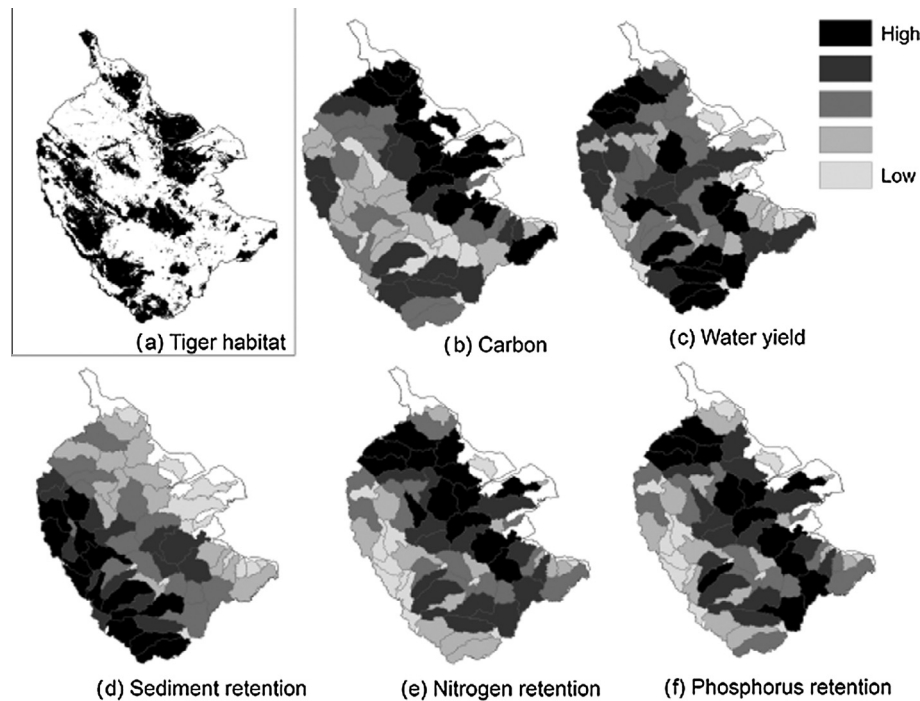 High
Low
(a) Tiger habitat
(b) Carbon
(c) Water yield
(d) Sediment retention
(e) Nitrogen retention
(f) Phosphorus retention